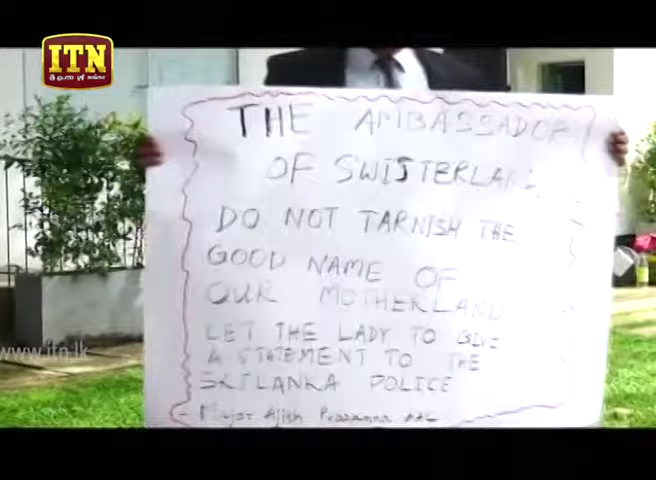 ITN
THE AMBASSADOR
OF SWISTERLAND
DO NOT TARNISH THE
GOOD NAME OF
OUR MOTHERLAND
LET THE LADY TO GIVE
A STATEMENT TO THE
SRILANKA POLICE
Major Ajith Prasanna AAL
www.itn.lk